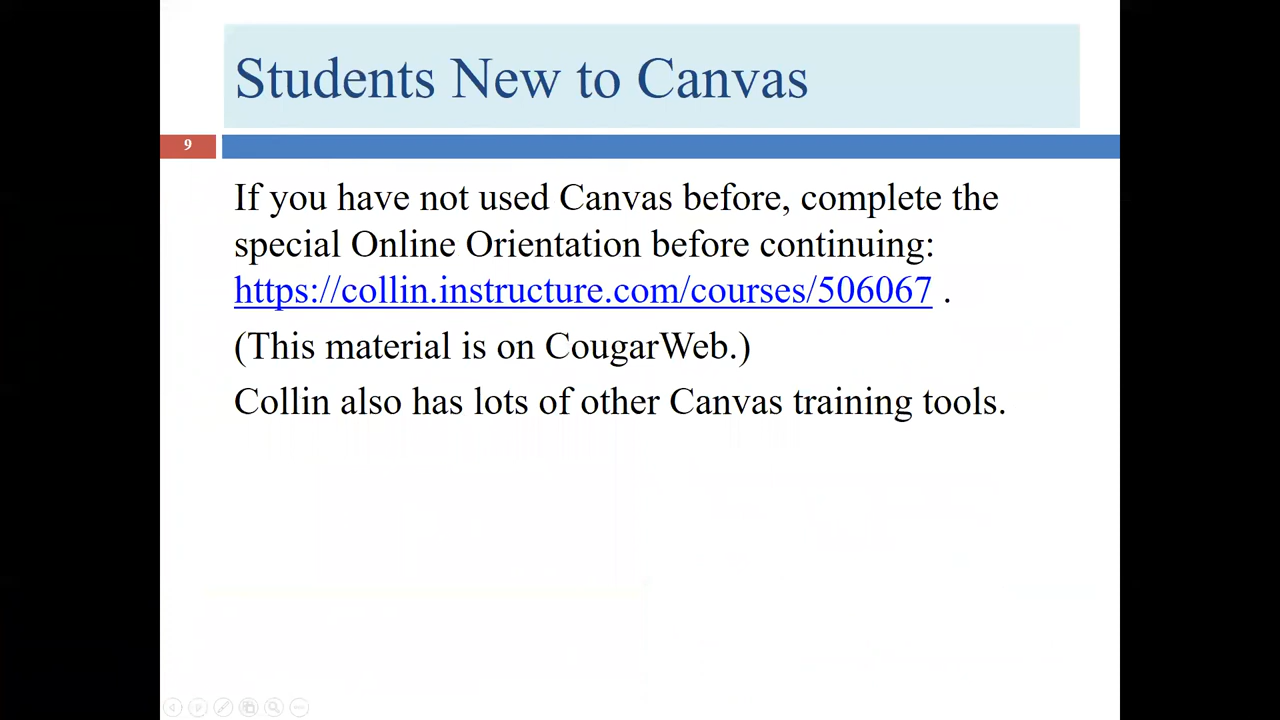 Students New to Canvas
9
If you have not used Canvas before, complete the
special Online Orientation before continuing:
https://collin.instructure.com/courses/506067 .
(This material is on CougarWeb.)
Collin also has lots of other Canvas training tools.